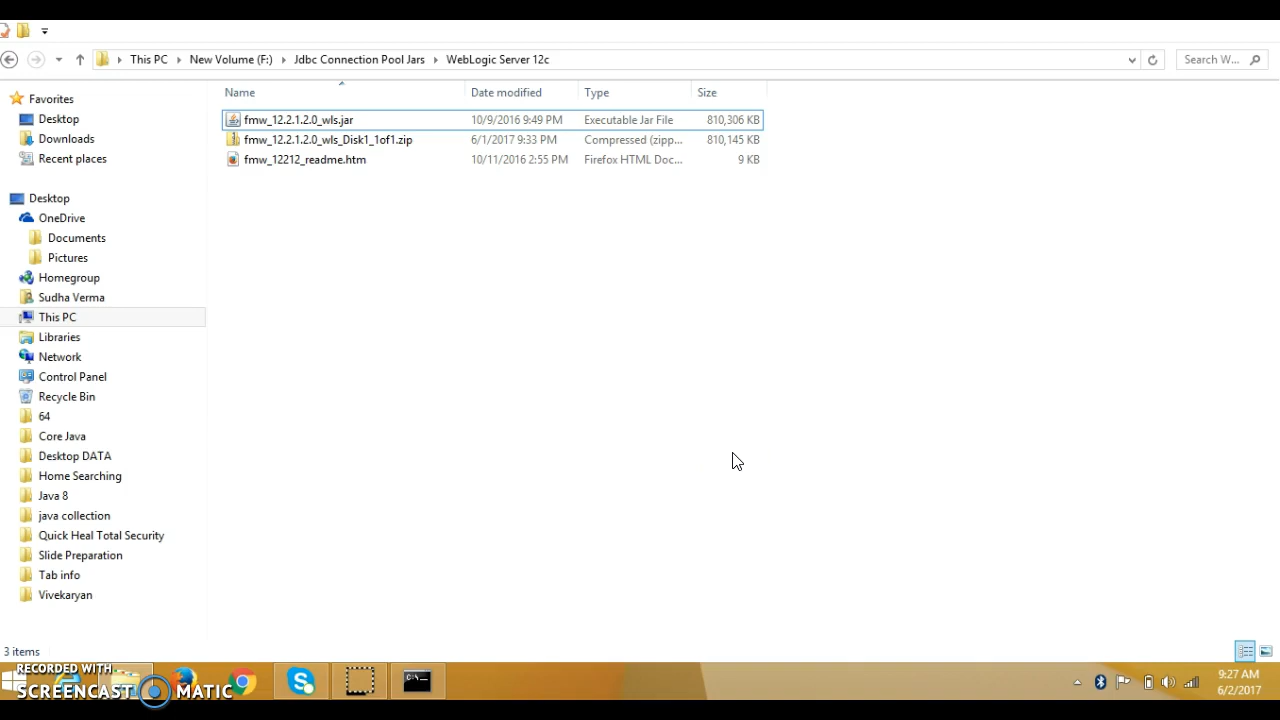 This PC New Volume (F:) Jdbc Connection Pool Jars WebLogic Server 12c Search W...
Name Date modified Type Size
fmw_12.2.1.2.0_wls.jar 10/9/2016 9:49 PM Executable Jar File 810,306 KB
fmw_12.2.1.2.0_wls_Disk1_1of1.zip 6/1/2017 9:33 PM Compressed (zipp... 810,145 KB
fmw_12212_readme.htm 10/11/2016 2:55 PM Firefox HTML Doc... 9 KB
Favorites
Desktop
Downloads
Recent places
Desktop
OneDrive
Documents
Pictures
Homegroup
Sudha Verma
This PC
Libraries
Network
Control Panel
Recycle Bin
64
Core Java
Desktop DATA
Home Searching
Java 8
java collection
Quick Heal Total Security
Slide Preparation
Tab info
Vivekaryan
3 items
RECORDED WITH
SCREENCAST MATIC
C:\_
9:27 AM
6/2/2017